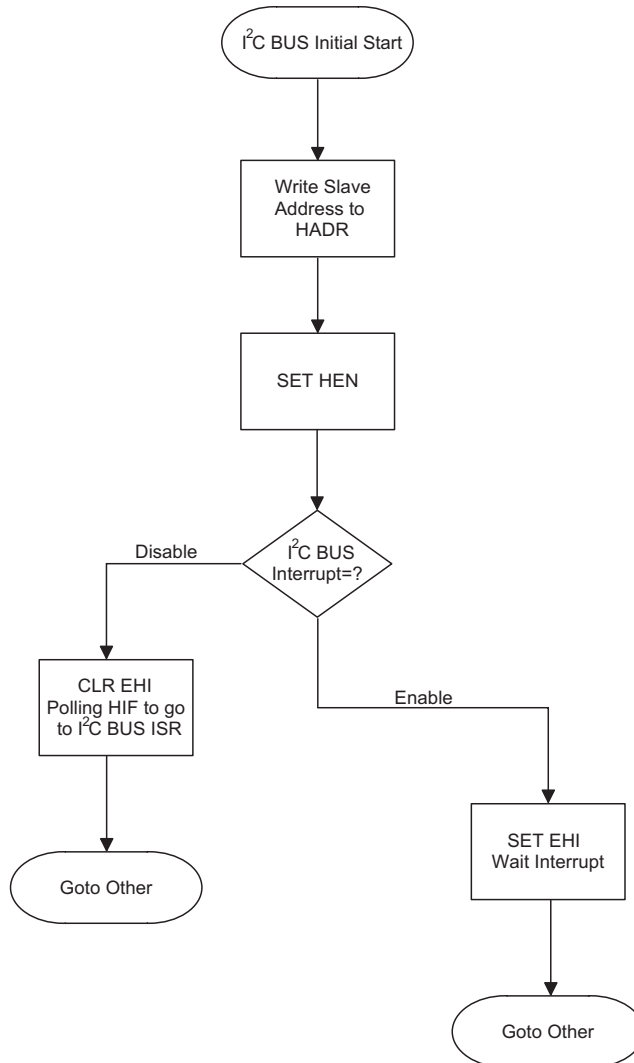 I²C BUS Initial Start
Write Slave
Address to
HADR
SET HEN
I²C BUS
Interrupt=?
Disable
Enable
CLR EHI
Polling HIF to go
to I²C BUS ISR
SET EHI
Wait Interrupt
Goto Other
Goto Other